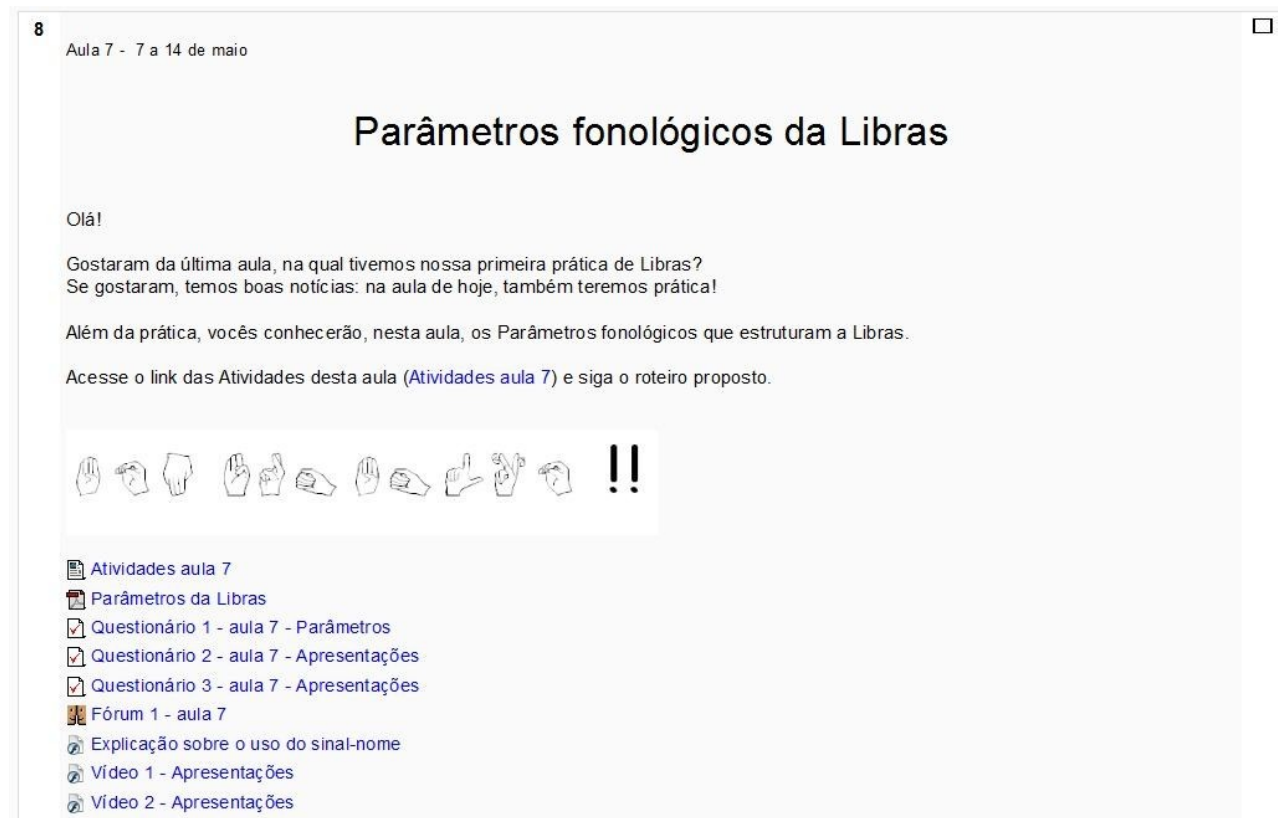 8
Aula 7 - 7 a 14 de maio
Parâmetros fonológicos da Libras
Olá!
Gostaram da última aula, na qual tivemos nossa primeira prática de Libras?
Se gostaram, temos boas notícias: na aula de hoje, também teremos prática!
Além da prática, vocês conhecerão, nesta aula, os Parâmetros fonológicos que estruturam a Libras.
Acesse o link das Atividades desta aula (Atividades aula 7) e siga o roteiro proposto.
!!
Atividades aula 7
Parâmetros da Libras
Questionário 1 - aula 7 - Parâmetros
Questionário 2 - aula 7 - Apresentações
Questionário 3 - aula 7 - Apresentações
Fórum 1 - aula 7
Explicação sobre o uso do sinal-nome
Vídeo 1 - Apresentações
Vídeo 2 - Apresentações